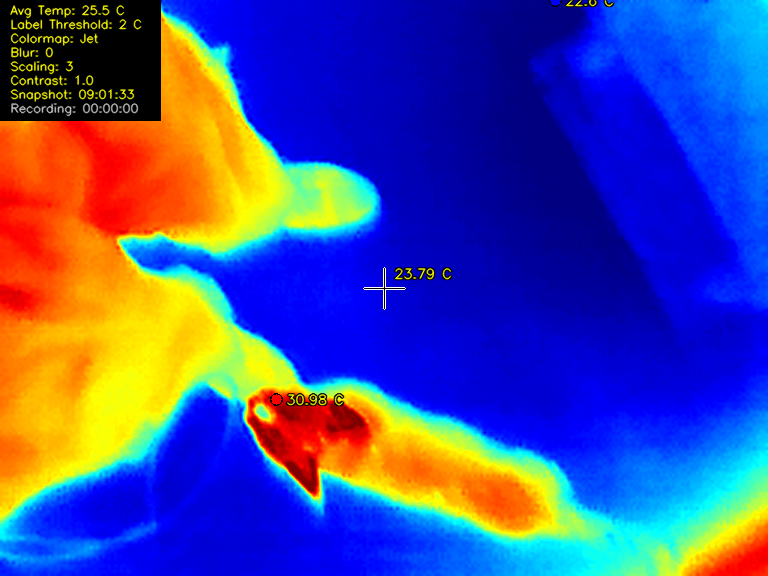 Avg Temp: 25.5 C
Label Threshold: 2 C
Colormap: Jet
Blur: 0
Scaling: 3
Contrast: 1.0
Snapshot: 09:01:33
Recording: 00:00:00
22.6 C
23.79 C
30.98 C